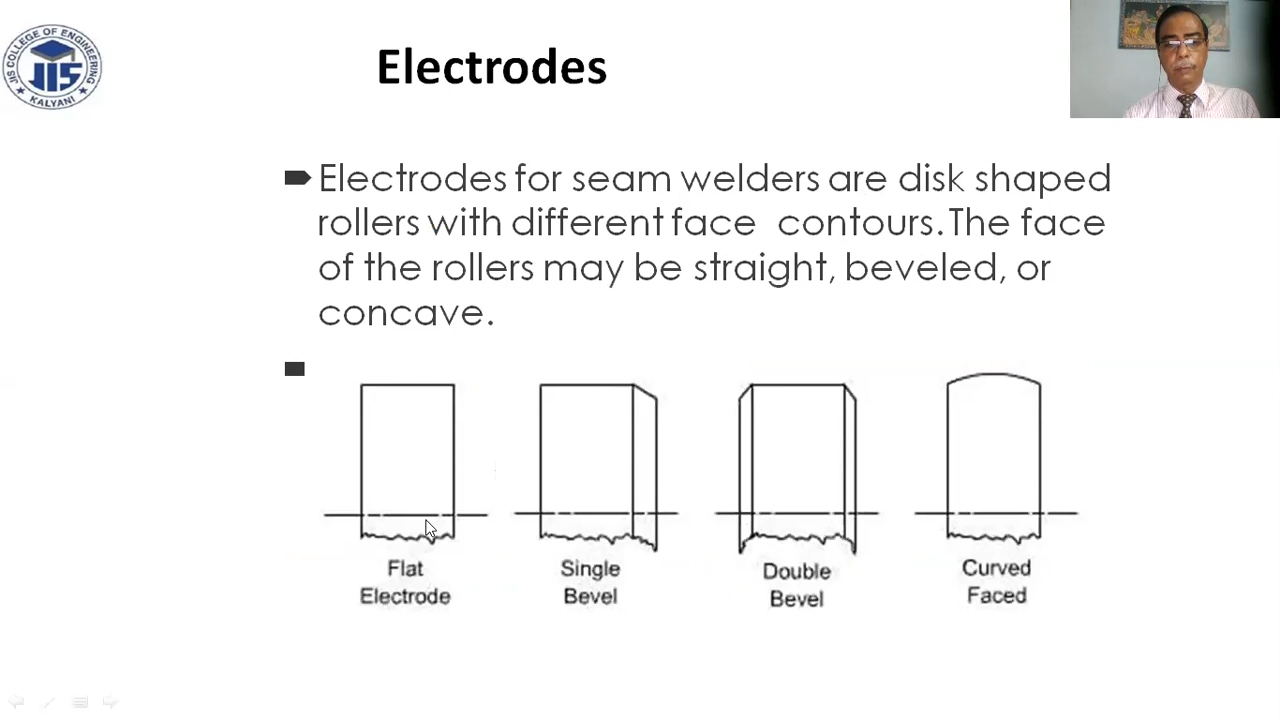 JIS COLLEGE OF ENGINEERING
JIS
KALYANI
Electrodes
Electrodes for seam welders are disk shaped
rollers with different face contours. The face
of the rollers may be straight, beveled, or
concave.
Flat
Electrode
Single
Bevel
Double
Bevel
Curved
Faced